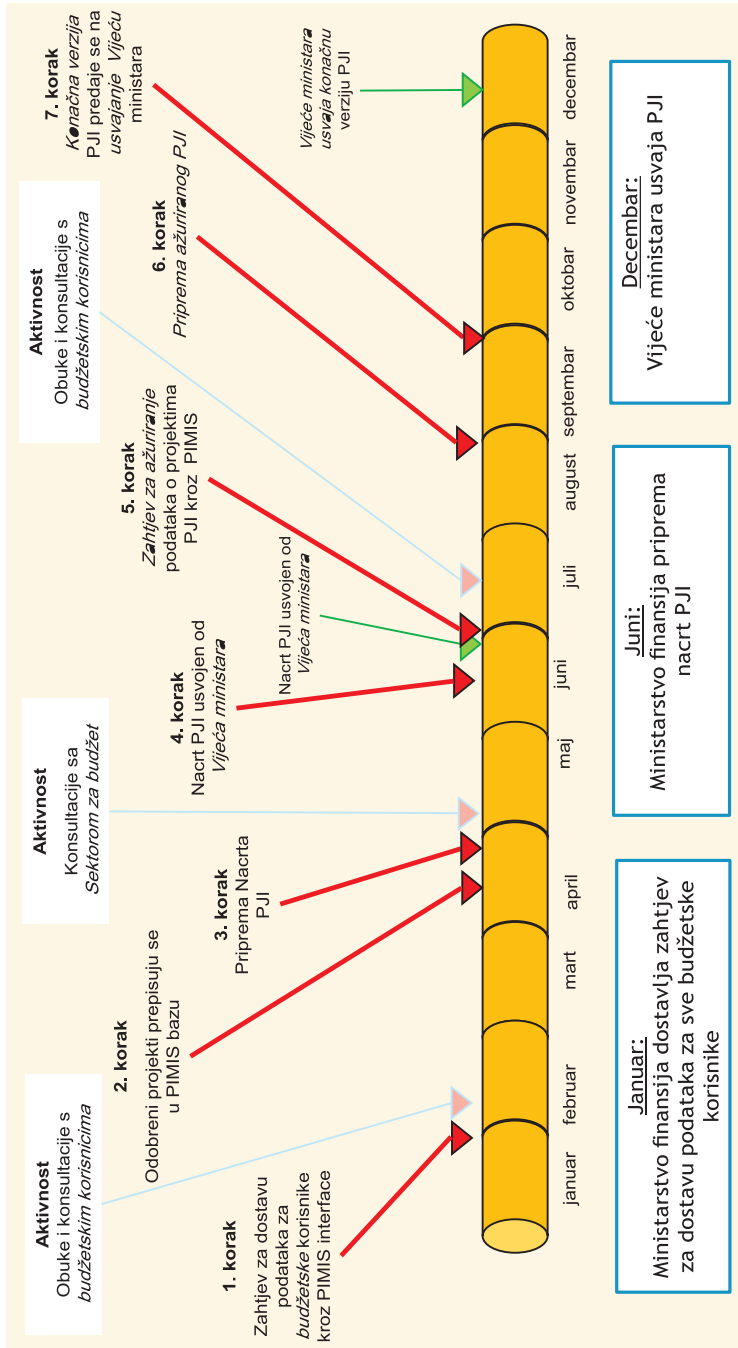 Aktivnost
Obuke i konsultacije s
budžetskim korisnicima
Aktivnost
Konsultacije sa
Sektorom za budžet
Aktivnost
Obuke i konsultacije s
budžetskim korisnicima
1. korak
Zahtjev za dostavu
podataka za
budžetske korisnike
kroz PIMIS interface
2. korak
Odobreni projekti prepisuju se
u PIMIS bazu
3. korak
Priprema Nacrta
PJI
4. korak
Nacrt PJI usvojen od
Vijeća ministara
Nacrt PJI usvojen od
Vijeća ministara
5. korak
Zahtjev za ažuriranje
podataka o projektima
PJI kroz PIMIS
6. korak
Priprema ažuriranog PJI
7. korak
Konačna verzija
PJI predaje se na
usvajanje Vijeću
ministara
Vijeće ministara
usvaja konačnu
verziju PJI
januar
februar
mart
april
maj
juni
juli
august
septembar
oktobar
novembar
decembar
Januar:
Ministarstvo finansija dostavlja zahtjev
za dostavu podataka za sve budžetske
korisnike
Juni:
Ministarstvo finansija priprema
nacrt PJI
Decembar:
Vijeće ministara usvaja PJI